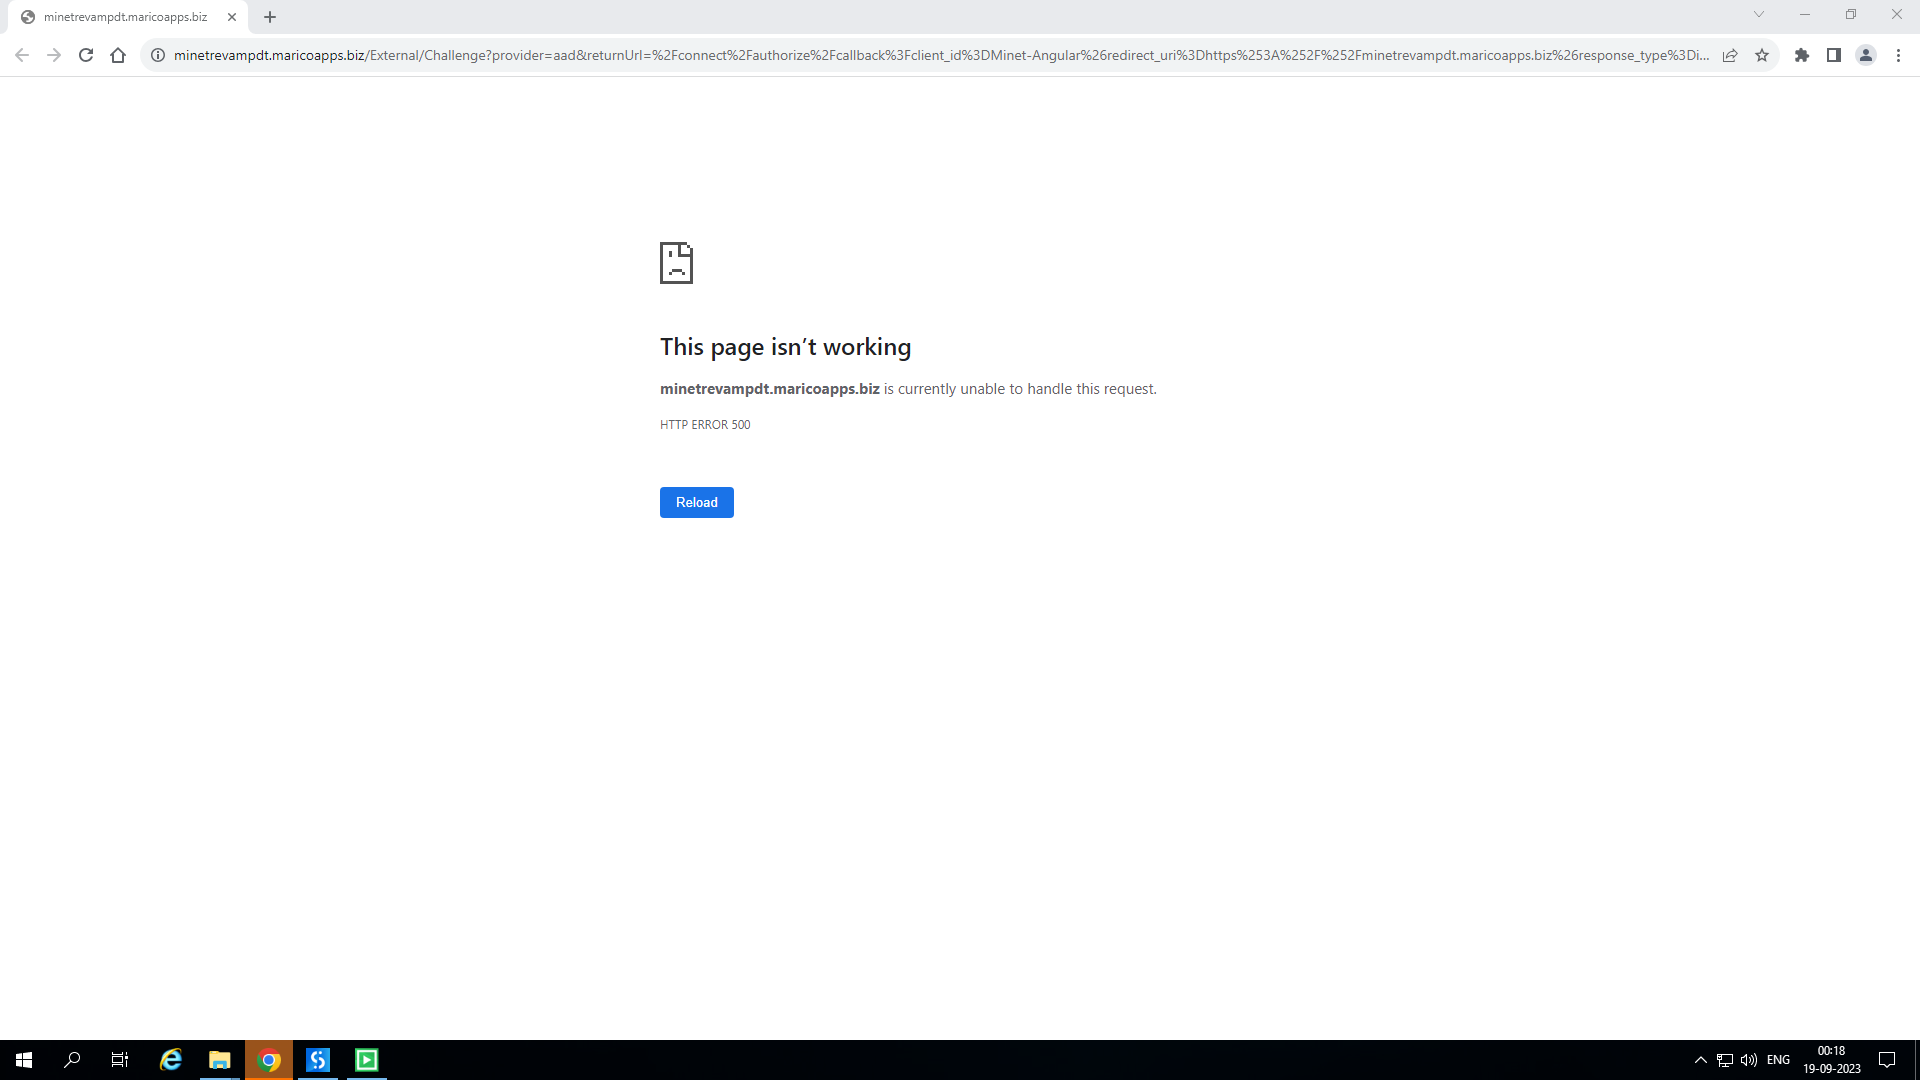 minetrevampdt.maricoapps.biz
minetrevampdt.maricoapps.biz/External/Challenge?provider=aad&returnUrl=%2Fconnect%2Fauthorize%2Fcallback%3Fclient_id%3DMinet-Angular%26redirect_uri%3Dhttps%253A%252F%252Fminetrevampdt.maricoapps.biz%26response_type%3Di...
This page isn’t working
minetrevampdt.maricoapps.biz is currently unable to handle this request.
HTTP ERROR 500
Reload
ENG
00:18
19-09-2023